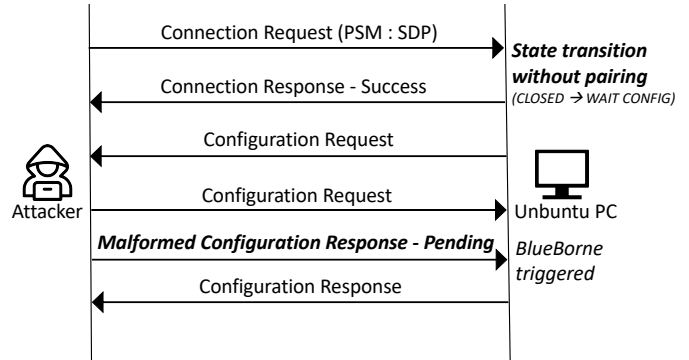 Connection Request (PSM : SDP)
State transition
without pairing
(CLOSED → WAIT CONFIG)
Connection Response - Success
Configuration Request
Configuration Request
Attacker
Unbuntu PC
Malformed Configuration Response - Pending
BlueBorne
triggered
Configuration Response